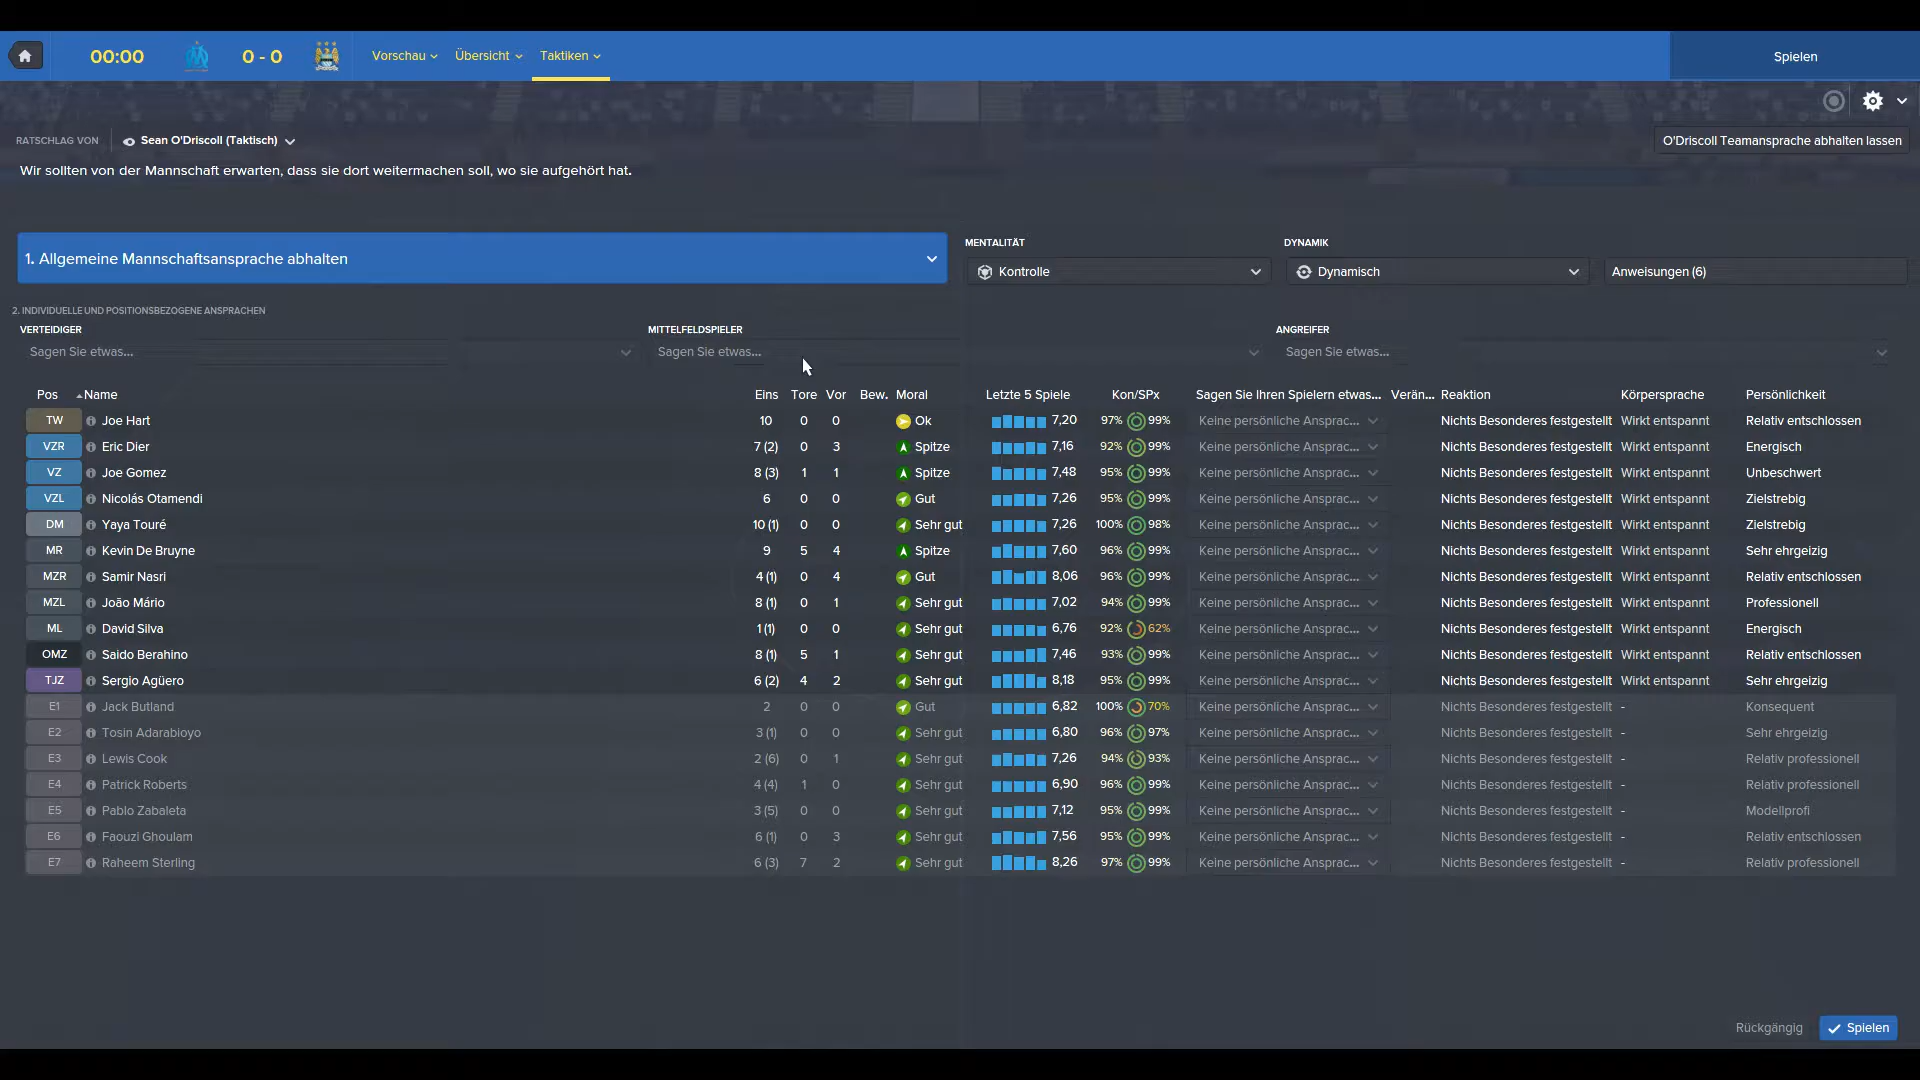 00:00 0 - 0 Vorschau Übersicht Taktiken Spielen
RATSCHLAG VON Sean O'Driscoll (Taktisch) O'Driscoll Teamansprache abhalten lassen
Wir sollten von der Mannschaft erwarten, dass sie dort weitermachen soll, wo sie aufgehört hat.
MENTALITÄT DYNAMIK
1. Allgemeine Mannschaftsansprache abhalten Kontrolle Dynamisch Anweisungen (6)
2. INDIVIDUELLE UND POSITIONSBEZOGENE ANSPRACHEN
VERTEIDIGER MITTELFELDSPIELER ANGREIFER
Sagen Sie etwas... Sagen Sie etwas... Sagen Sie etwas...
Pos Name Eins Tore Vor Bew. Moral Letzte 5 Spiele Kon/SPx Sagen Sie Ihren Spielern etwas... Verän... Reaktion Körpersprache Persönlichkeit
TW Joe Hart 10 0 0 Ok 7,20 97% 99% Keine persönliche Ansprac... Nichts Besonderes festgestellt Wirkt entspannt Relativ entschlossen
VZR Eric Dier 7 (2) 0 3 Spitze 7,16 92% 99% Keine persönliche Ansprac... Nichts Besonderes festgestellt Wirkt entspannt Energisch
VZ Joe Gomez 8 (3) 1 1 Spitze 7,48 95% 99% Keine persönliche Ansprac... Nichts Besonderes festgestellt Wirkt entspannt Unbeschwert
VZL Nicolás Otamendi 6 0 0 Gut 7,26 95% 99% Keine persönliche Ansprac... Nichts Besonderes festgestellt Wirkt entspannt Zielstrebig
DM Yaya Touré 10 (1) 0 0 Sehr gut 7,26 100% 98% Keine persönliche Ansprac... Nichts Besonderes festgestellt Wirkt entspannt Zielstrebig
MR Kevin De Bruyne 9 5 4 Spitze 7,60 96% 99% Keine persönliche Ansprac... Nichts Besonderes festgestellt Wirkt entspannt Sehr ehrgeizig
MZR Samir Nasri 4 (1) 0 4 Gut 8,06 96% 99% Keine persönliche Ansprac... Nichts Besonderes festgestellt Wirkt entspannt Relativ entschlossen
MZL João Mário 8 (1) 0 1 Sehr gut 7,02 94% 99% Keine persönliche Ansprac... Nichts Besonderes festgestellt Wirkt entspannt Professionell
ML David Silva 1 (1) 0 0 Sehr gut 6,76 92% 62% Keine persönliche Ansprac... Nichts Besonderes festgestellt Wirkt entspannt Energisch
OMZ Saido Berahino 8 (1) 5 1 Sehr gut 7,46 93% 99% Keine persönliche Ansprac... Nichts Besonderes festgestellt Wirkt entspannt Relativ entschlossen
TJZ Sergio Agüero 6 (2) 4 2 Sehr gut 8,18 95% 99% Keine persönliche Ansprac... Nichts Besonderes festgestellt Wirkt entspannt Sehr ehrgeizig
E1 Jack Butland 2 0 0 Gut 6,82 100% 70% Keine persönliche Ansprac... Nichts Besonderes festgestellt - Konsequent
E2 Tosin Adarabioyo 3 (1) 0 0 Sehr gut 6,80 96% 97% Keine persönliche Ansprac... Nichts Besonderes festgestellt - Sehr ehrgeizig
E3 Lewis Cook 2 (6) 0 1 Sehr gut 7,26 94% 93% Keine persönliche Ansprac... Nichts Besonderes festgestellt - Relativ professionell
E4 Patrick Roberts 4 (4) 1 0 Sehr gut 6,90 96% 99% Keine persönliche Ansprac... Nichts Besonderes festgestellt - Relativ professionell
E5 Pablo Zabaleta 3 (5) 0 0 Sehr gut 7,12 95% 99% Keine persönliche Ansprac... Nichts Besonderes festgestellt - Modellprofi
E6 Faouzi Ghoulam 6 (1) 0 3 Sehr gut 7,56 95% 99% Keine persönliche Ansprac... Nichts Besonderes festgestellt - Relativ entschlossen
E7 Raheem Sterling 6 (3) 7 2 Sehr gut 8,26 97% 99% Keine persönliche Ansprac... Nichts Besonderes festgestellt - Relativ professionell
Rückgängig Spielen